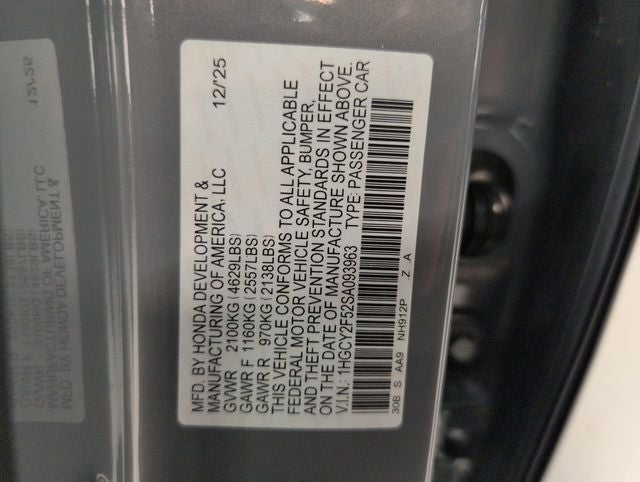 MFD. BY HONDA DEVELOPMENT & 12/25
MANUFACTURING OF AMERICA, LLC
GVWR 2100KG (4629LBS)
GAWR F 1160KG (2557LBS)
GAWR R 970KG (2138LBS)
THIS VEHICLE CONFORMS TO ALL APPLICABLE
FEDERAL MOTOR VEHICLE SAFETY, BUMPER,
AND THEFT PREVENTION STANDARDS IN EFFECT
ON THE DATE OF MANUFACTURE SHOWN ABOVE.
V.I.N.: 1HGCY2F52SA093963 TYPE: PASSENGER CAR
30B S AA9 NH912P Z A